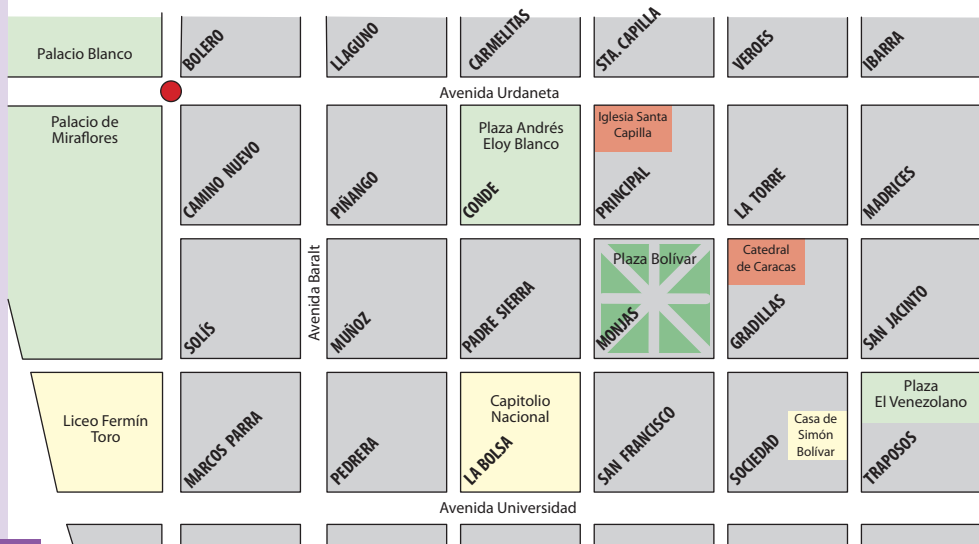 Palacio Blanco
BOLERO
LLAGUNO
CARMELITAS
STA. CAPILLA
VEROES
IBARRA
Avenida Urdaneta
Palacio de
Miraflores
CAMINO NUEVO
PIÑANGO
Plaza Andrés
Eloy Blanco
CONDE
Iglesia Santa
Capilla
PRINCIPAL
LA TORRE
MADRICES
SOLÍS
Avenida Baralt
MUÑOZ
PADRE SIERRA
Plaza Bolívar
MONJAS
Catedral
de Caracas
GRADILLAS
SAN JACINTO
Liceo Fermín
Toro
MARCOS PARRA
PEDRERA
Capitolio
Nacional
LA BOLSA
SAN FRANCISCO
SOCIEDAD
Casa de
Simón
Bolívar
Plaza
El Venezolano
TRAPOSOS
Avenida Universidad